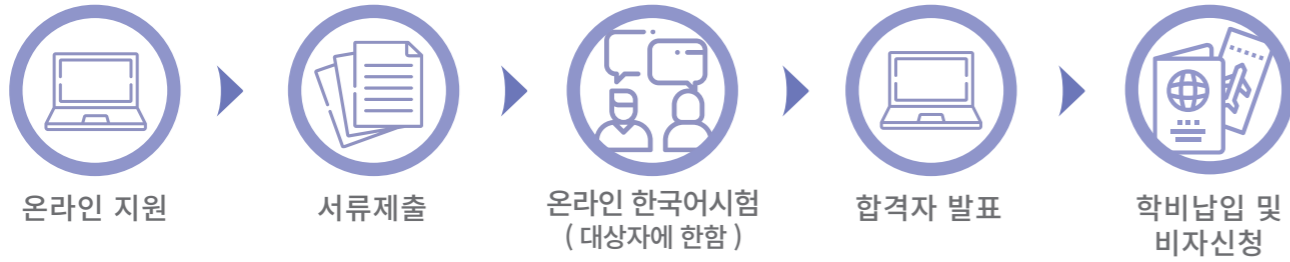 온라인 지원
서류제출
온라인 한국어시험
( 대상자에 한함 )
합격자 발표
학비납입 및
비자신청